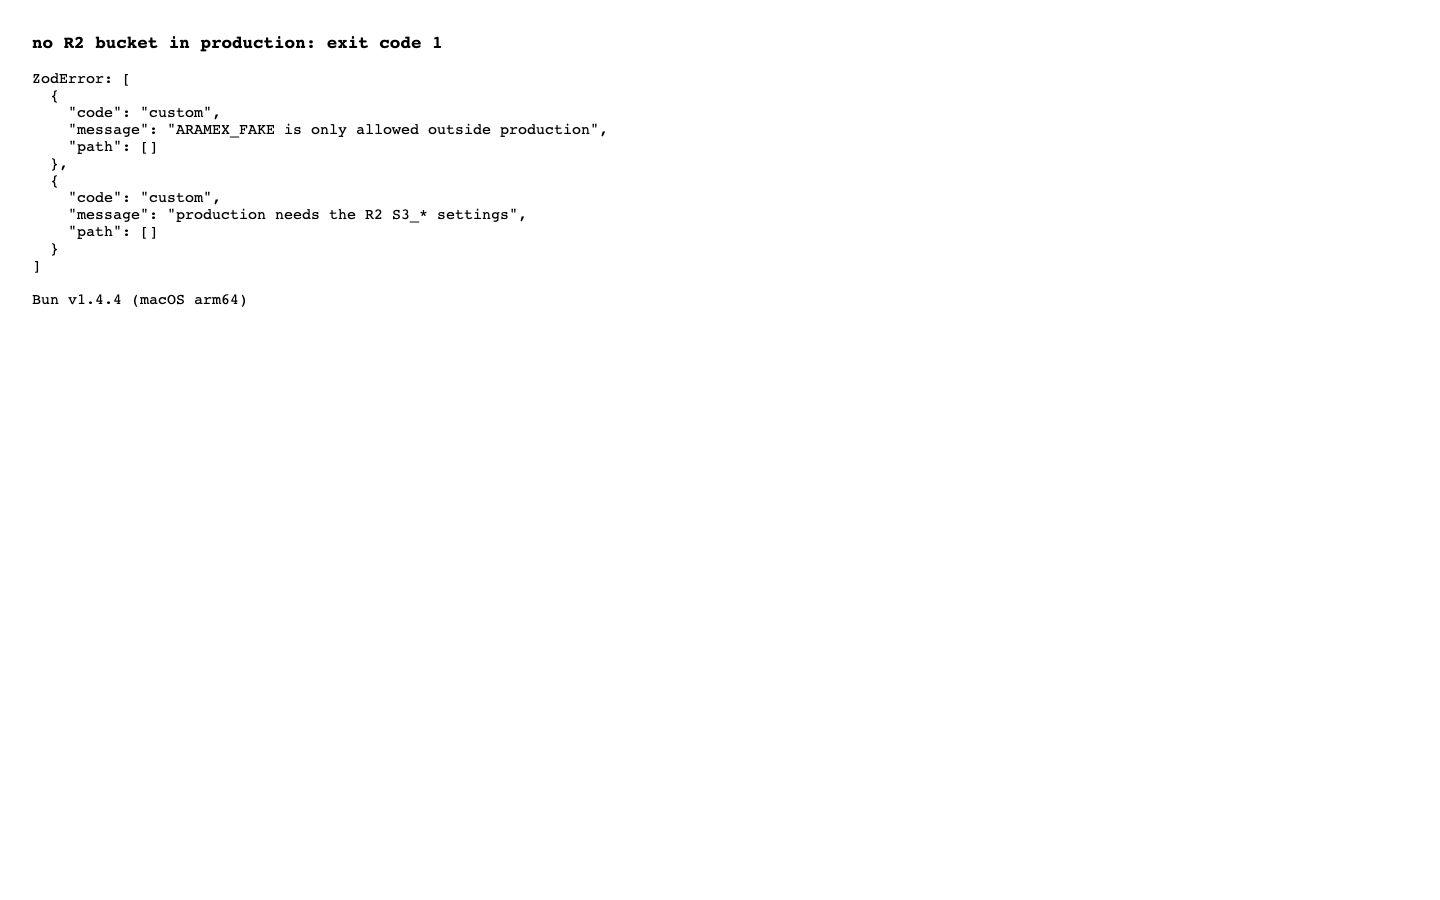 no R2 bucket in production: exit code 1
ZodError: [
  {
    "code": "custom",
    "message": "ARAMEX_FAKE is only allowed outside production",
    "path": []
  },
  {
    "code": "custom",
    "message": "production needs the R2 S3_* settings",
    "path": []
  }
]
Bun v1.4.4 (macOS arm64)